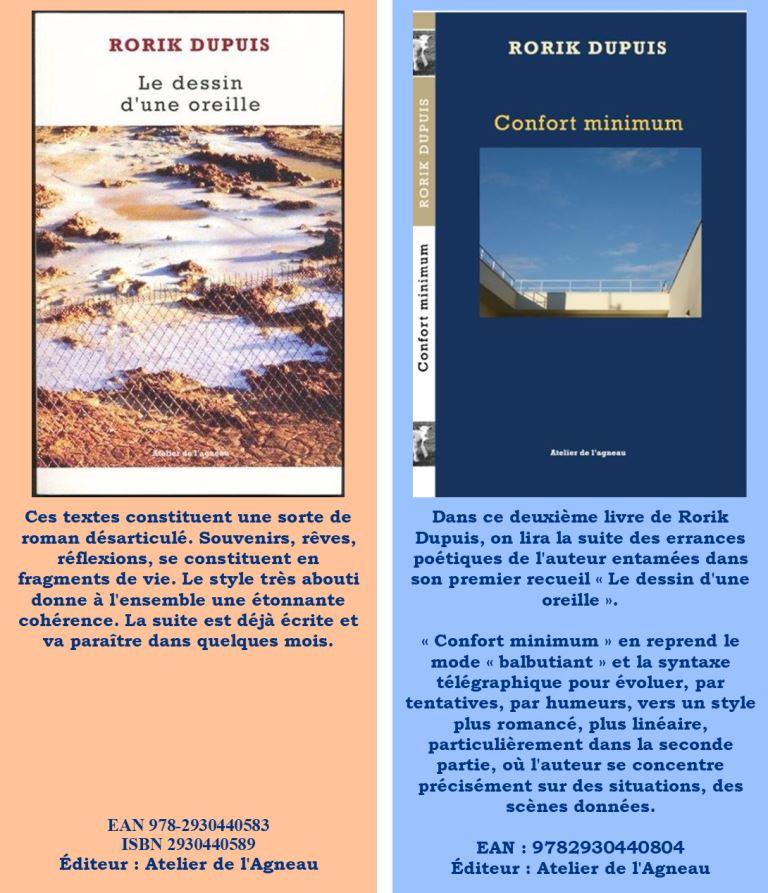 RORIK DUPUIS
Le dessin
d'une oreille
Atelier de l'agneau
Ces textes constituent une sorte de
roman désarticulé. Souvenirs, rêves,
réflexions, se constituent en
fragments de vie. Le style très abouti
donne à l'ensemble une étonnante
cohérence. La suite est déjà écrite et
va paraître dans quelques mois.
EAN 978-2930440583
ISBN 2930440589
Éditeur : Atelier de l'Agneau
RORIK DUPUIS
Confort minimum
RORIK DUPUIS
Confort minimum
Atelier de l'agneau
Dans ce deuxième livre de Rorik
Dupuis, on lira la suite des errances
poétiques de l'auteur entamées dans
son premier recueil « Le dessin d'une
oreille ».
« Confort minimum » en reprend le
mode « balbutiant » et la syntaxe
télégraphique pour évoluer, par
tentatives, par humeurs, vers un style
plus romancé, plus linéaire,
particulièrement dans la seconde
partie, où l'auteur se concentre
précisément sur des situations, des
scènes données.
EAN : 9782930440804
Éditeur : Atelier de l'Agneau